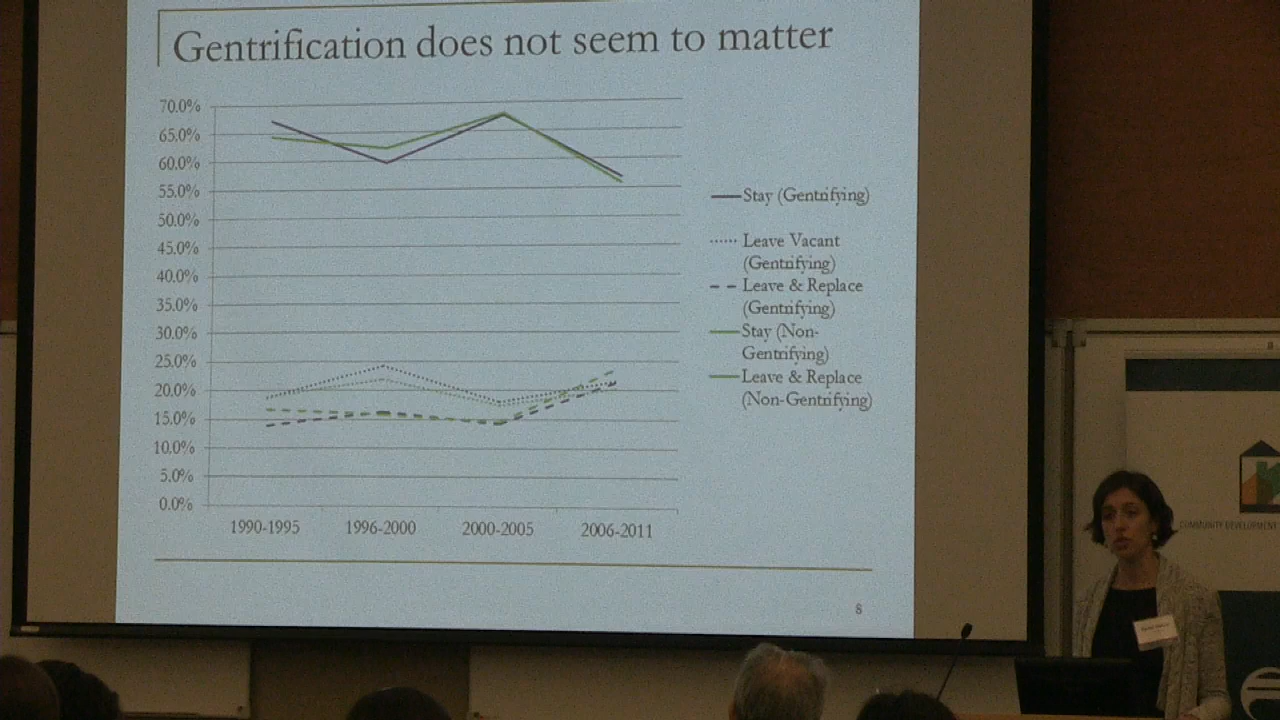 Gentrification does not seem to matter
70.0%
65.0%
60.0%
55.0%
50.0%
45.0%
40.0%
35.0%
30.0%
25.0%
20.0%
15.0%
10.0%
5.0%
0.0%
1990-1995 1996-2000 2000-2005 2006-2011
Stay (Gentrifying)
Leave Vacant
(Gentrifying)
Leave & Replace
(Gentrifying)
Stay (Non-
Gentrifying)
Leave & Replace
(Non-Gentrifying)
8
COMMUNITY DEVELOPMENT